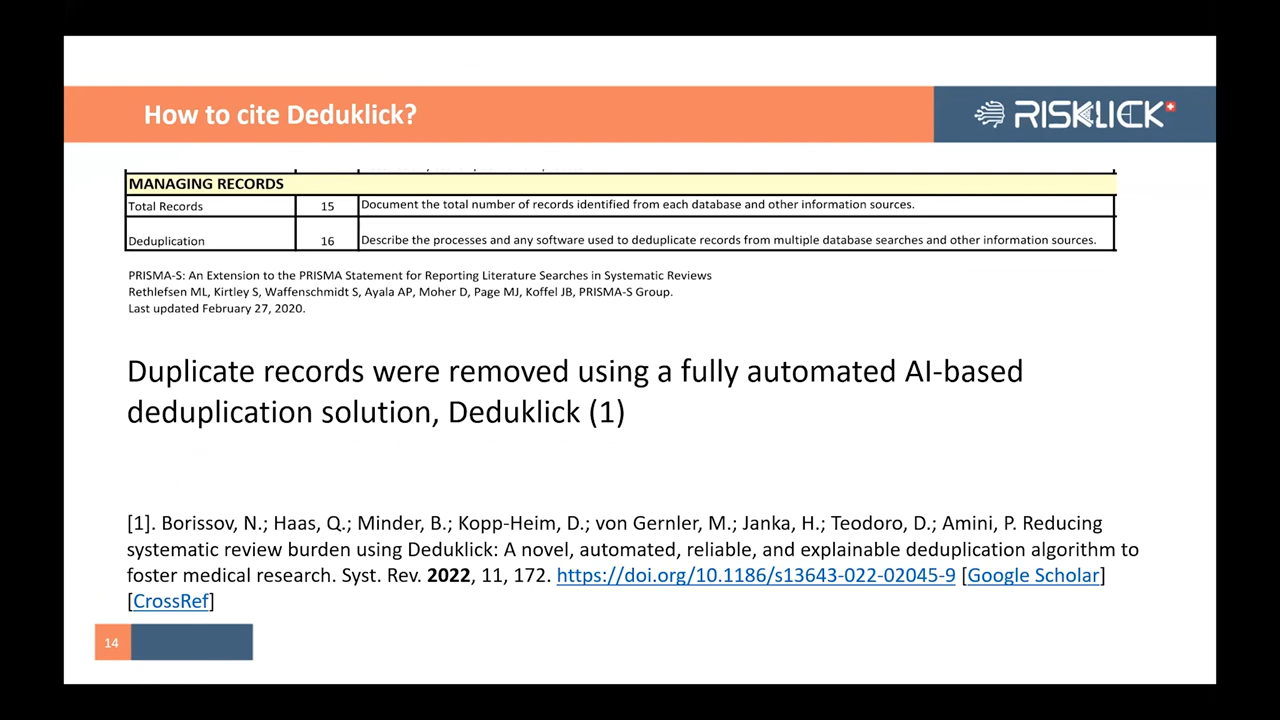 How to cite Deduklick?
RISKLICK
MANAGING RECORDS
Total Records 15 Document the total number of records identified from each database and other information sources.
Deduplication 16 Describe the processes and any software used to deduplicate records from multiple database searches and other information sources.
PRISMA-S: An Extension to the PRISMA Statement for Reporting Literature Searches in Systematic Reviews
Rethlefsen ML, Kirtley S, Waffenschmidt S, Ayala AP, Moher D, Page MJ, Koffel JB, PRISMA-S Group.
Last updated February 27, 2020.
Duplicate records were removed using a fully automated AI-based
deduplication solution, Deduklick (1)
[1]. Borissov, N.; Haas, Q.; Minder, B.; Kopp-Heim, D.; von Gernler, M.; Janka, H.; Teodoro, D.; Amini, P. Reducing
systematic review burden using Deduklick: A novel, automated, reliable, and explainable deduplication algorithm to
foster medical research. Syst. Rev. 2022, 11, 172. https://doi.org/10.1186/s13643-022-02045-9 [Google Scholar]
[CrossRef]
14